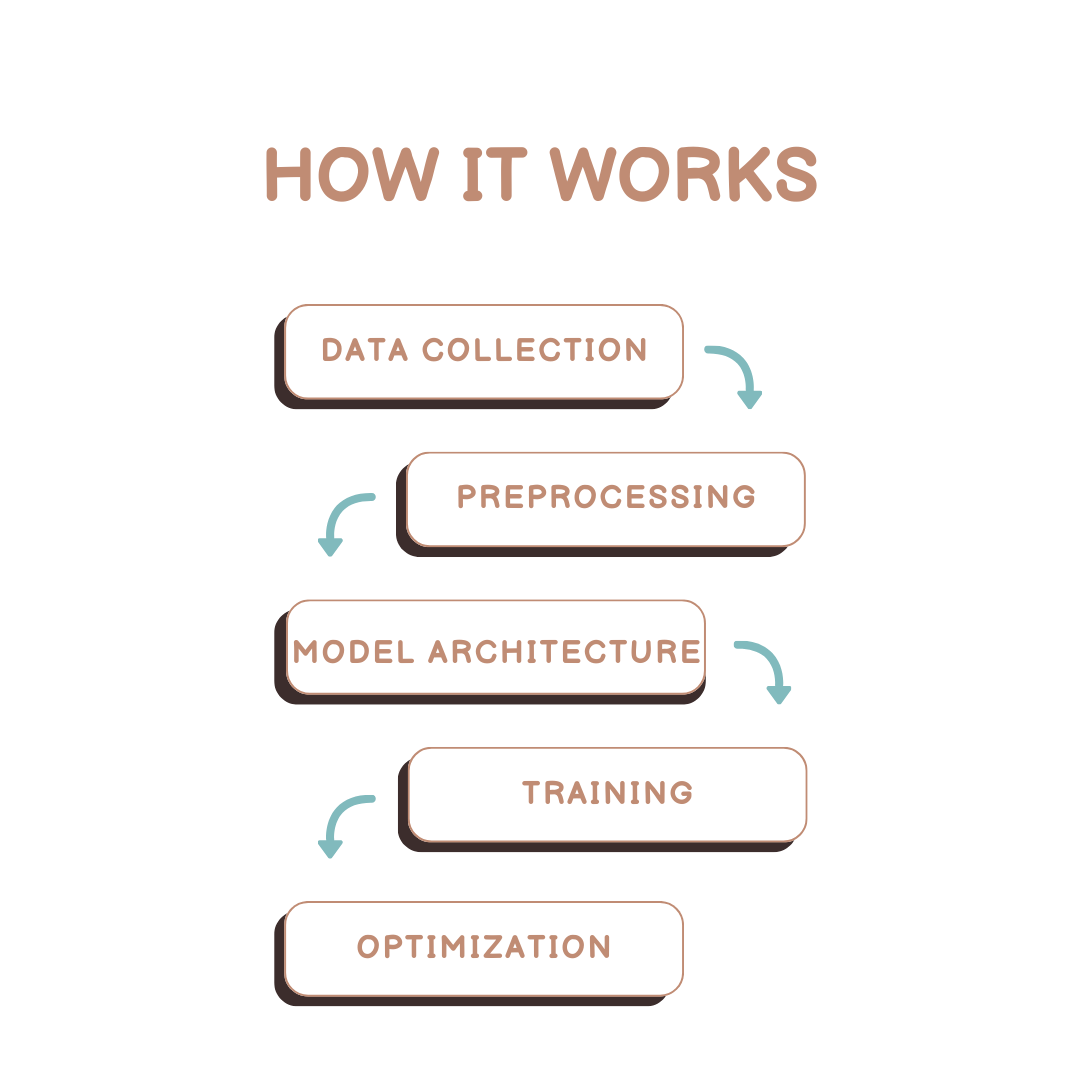 HOW IT WORKS
DATA COLLECTION
PREPROCESSING
MODEL ARCHITECTURE
TRAINING
OPTIMIZATION